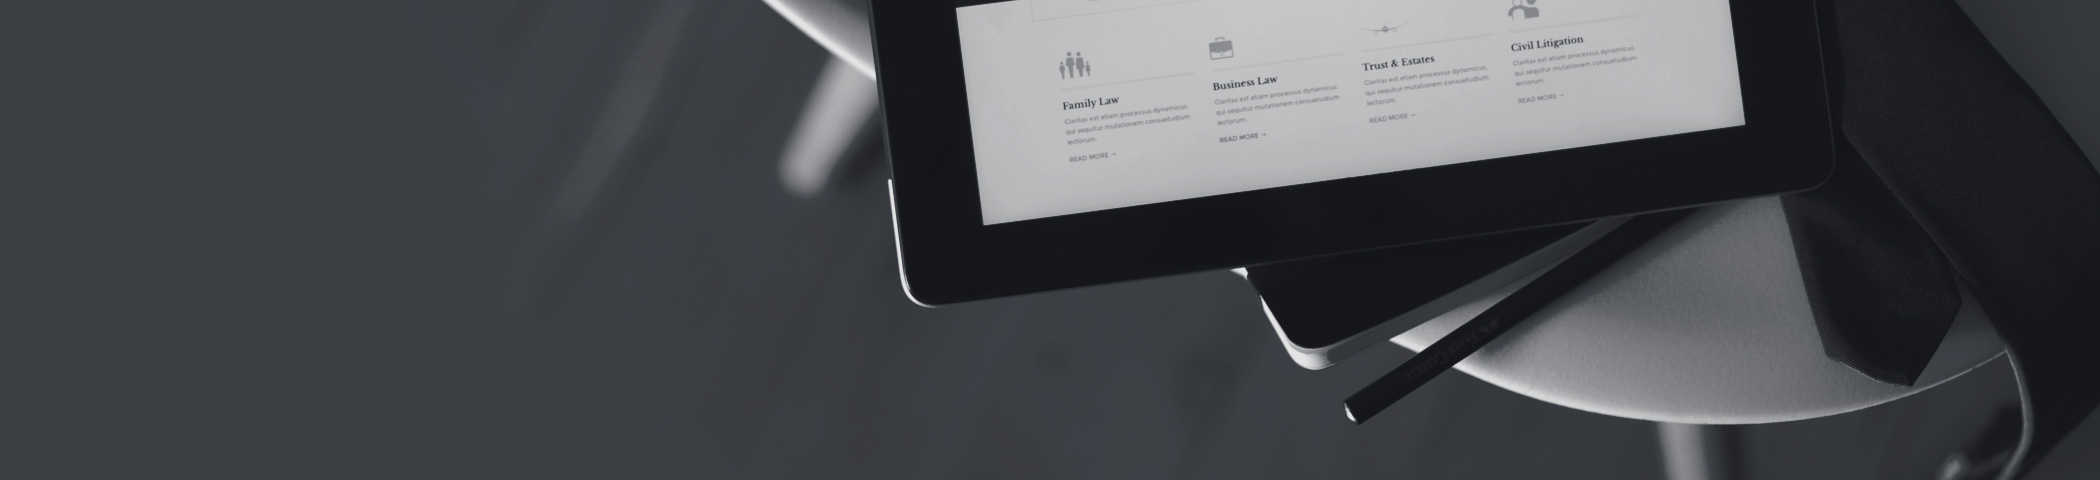 Family Law
Claritas est etiam processus dynamicus,
qui sequitur mutationem consuetudium
lectorum.
READ MORE →
Business Law
Claritas est etiam processus dynamicus,
qui sequitur mutationem consuetudium
lectorum.
READ MORE →
Trust & Estates
Claritas est etiam processus dynamicus,
qui sequitur mutationem consuetudium
lectorum.
READ MORE →
Civil Litigation
Claritas est etiam processus dynamicus,
qui sequitur mutationem consuetudium
lectorum.
READ MORE →
FABER-CASTELL